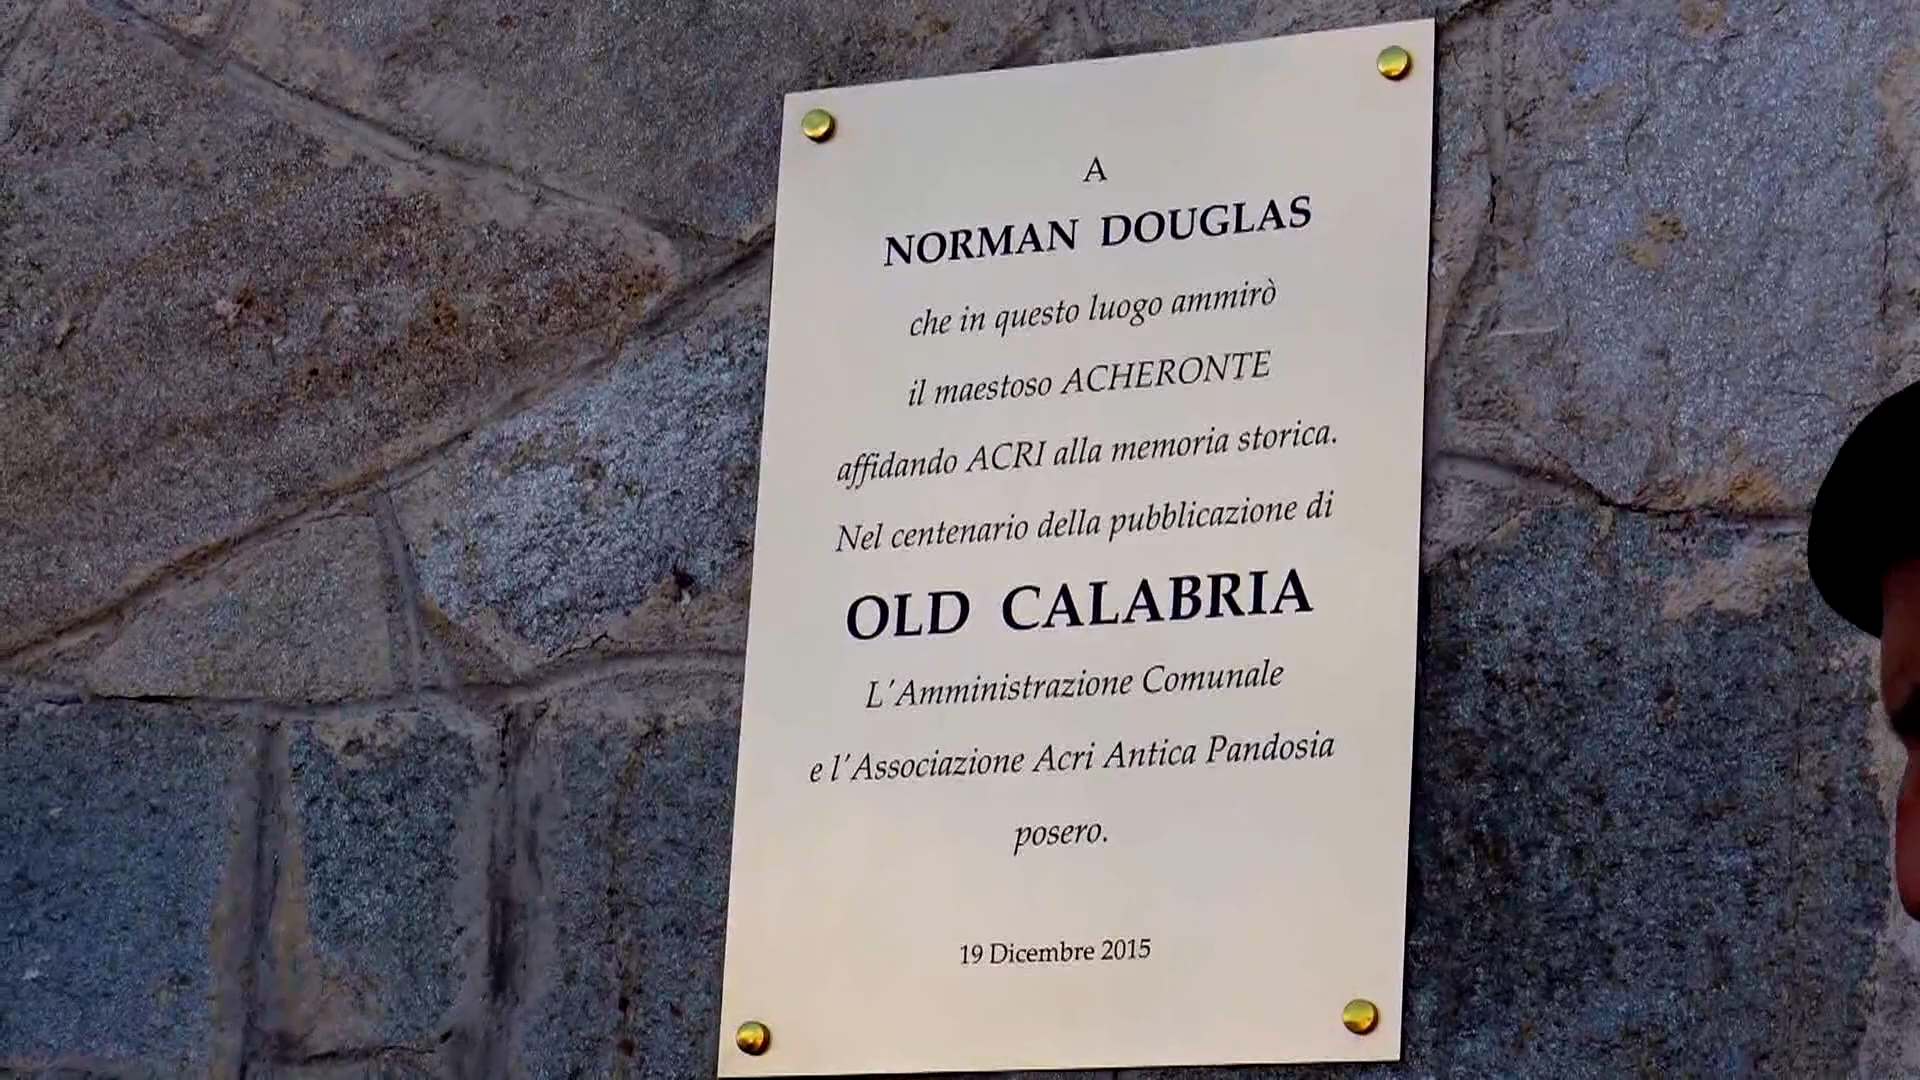 A
NORMAN DOUGLAS
che in questo luogo ammirò
il maestoso ACHERONTE
affidando ACRI alla memoria storica.
Nel centenario della pubblicazione di
OLD CALABRIA
L'Amministrazione Comunale
e l'Associazione Acri Antica Pandosia
posero.
19 Dicembre 2015